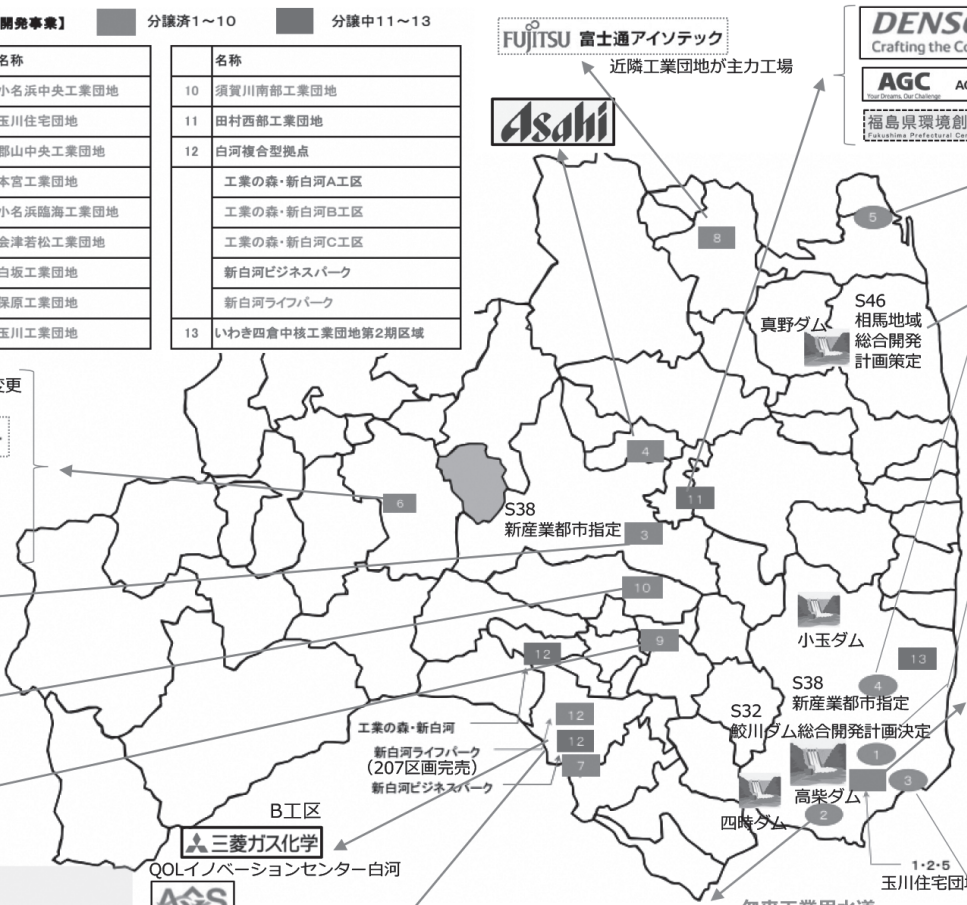 開発事業】
分譲済1～10
分譲中11～13
名称
小名浜中央工業団地
玉川住宅団地
郡山中央工業団地
本宮工業団地
小名浜臨海工業団地
会津若松工業団地
白坂工業団地
保原工業団地
玉川工業団地
名称
10 須賀川南部工業団地
11 田村西部工業団地
12 白河複合型拠点
工業の森・新白河A工区
工業の森・新白河B工区
工業の森・新白河C工区
新白河ビジネスパーク
新白河ライフパーク
13 いわき四倉中核工業団地第2期区域
FUJITSU 富士通アイソテック
近隣工業団地が主力工場
Asahi
DENSO
Crafting the Co
AGC AG
Your Dreams, Our Challenge
福島県環境創
Fukushima Prefectural Cen
変更
8
5
S46
相馬地域
総合開発
計画策定
真野ダム
4
11
6
S38
新産業都市指定
3
10
9
12
小玉ダム
13
4
S38
新産業都市指定
S32
鮫川ダム総合開発計画決定
工業の森・新白河
12
新白河ライフパーク
(207区画完売)
12
7
新白河ビジネスパーク
1
高柴ダム
3
四時ダム
2
B工区
三菱ガス化学
QOLイノベーションセンター白河
A&S
1・2・5
玉川住宅団地
勿来工業用水道